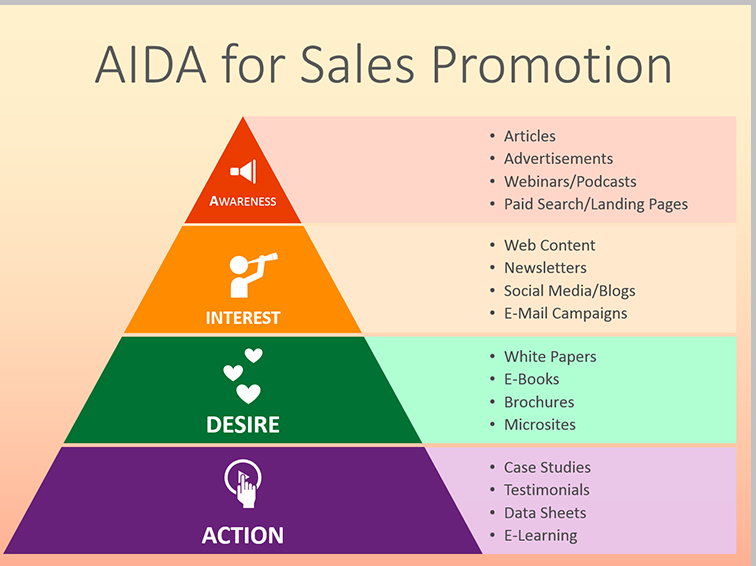 AIDA for Sales Promotion
AWARENESS
• Articles
• Advertisements
• Webinars/Podcasts
• Paid Search/Landing Pages
INTEREST
• Web Content
• Newsletters
• Social Media/Blogs
• E-Mail Campaigns
DESIRE
• White Papers
• E-Books
• Brochures
• Microsites
ACTION
• Case Studies
• Testimonials
• Data Sheets
• E-Learning